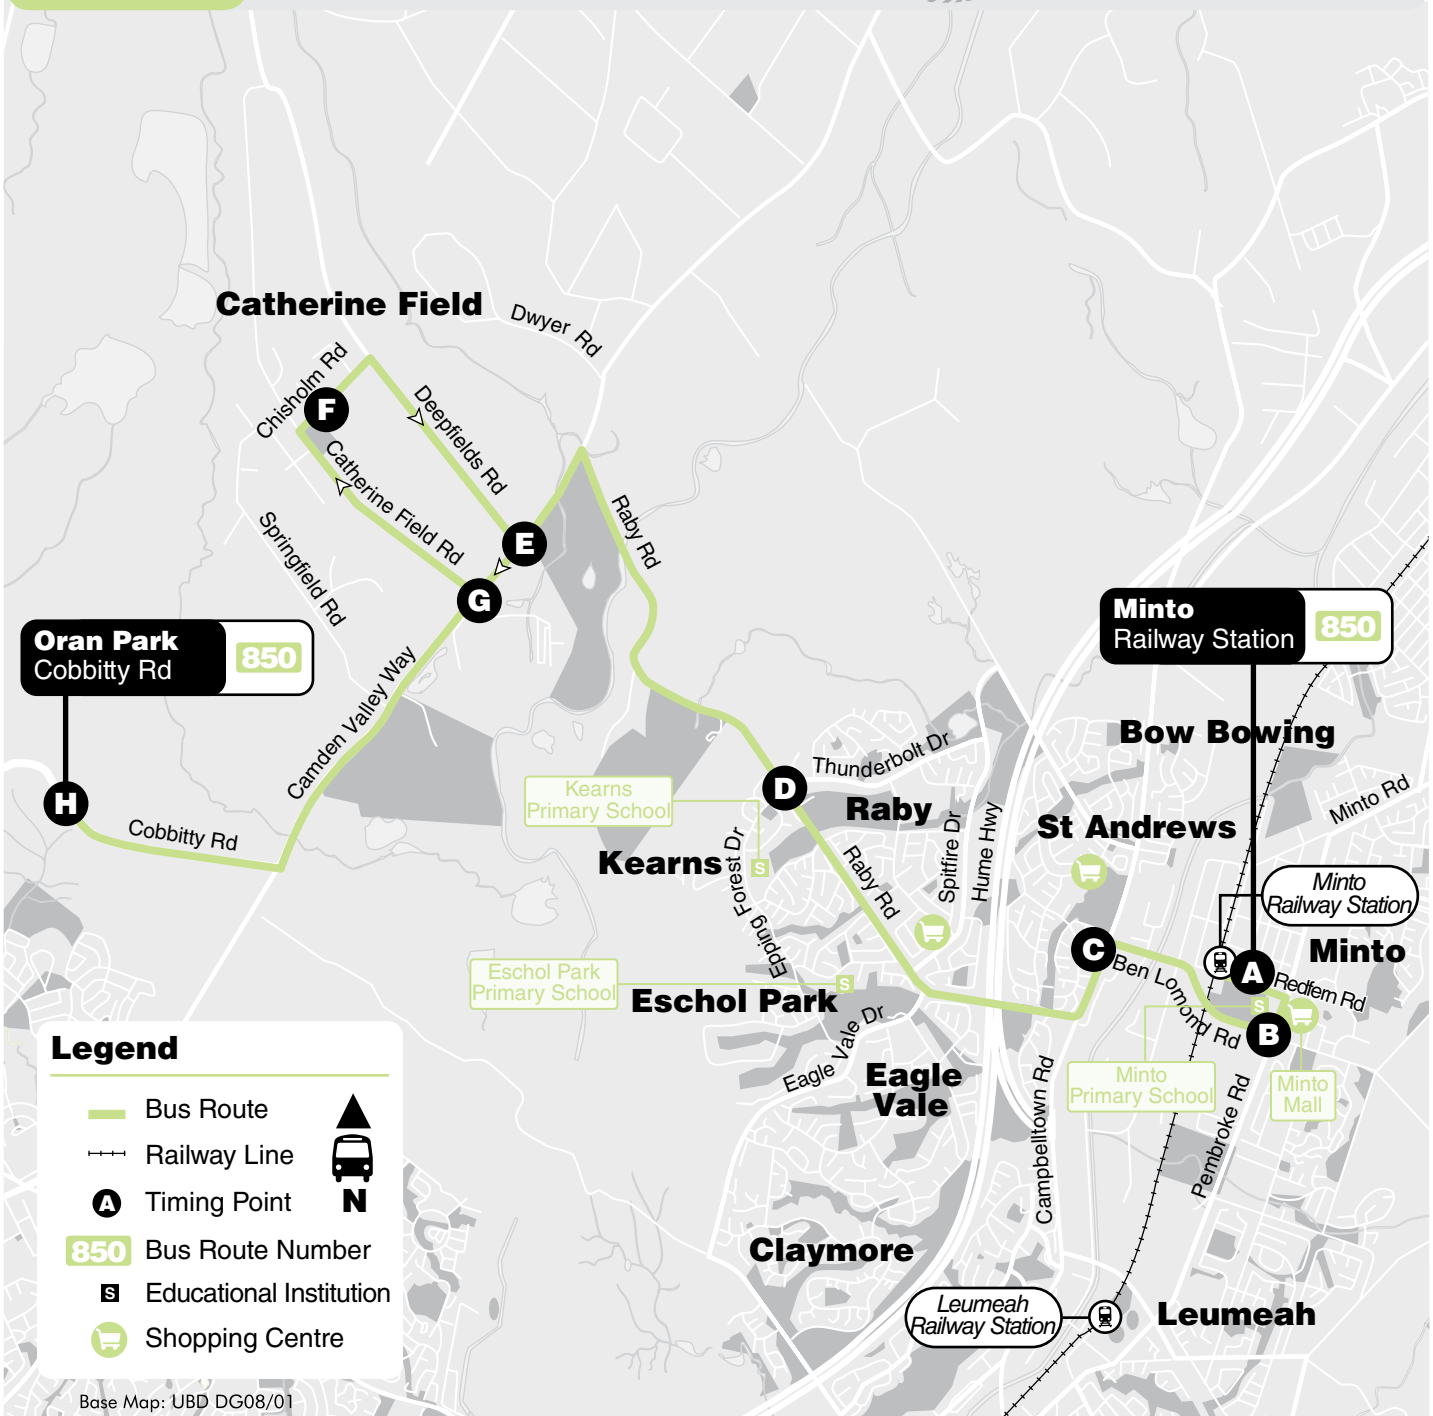 Catherine Field
Dwyer Rd
Chisholm Rd
F
Deepfields Rd
Catherine Field Rd
Raby Rd
Springfield Rd
E
G
Oran Park
Cobbitty Rd
850
Minto
Railway Station
850
Camden Valley Way
Bow Bowing
H
Cobbitty Rd
D
Thunderbolt Dr
Kearns
Primary School
Raby
Minto Rd
St Andrews
Kearns
S
Epping Forest Dr
Raby Rd
Spitfire Dr
Hume Hwy
Minto
Railway Station
Minto
C
Ben Lomond Rd
A
Redfern Rd
Eschol Park
Primary School
S
Eschol Park
S
B
Eagle Vale Dr
Eagle
Vale
Campbelltown Rd
Minto
Primary School
Minto
Mall
Pembroke Rd
Claymore
Leumeah
Railway Station
Leumeah
Legend
Bus Route
Railway Line
A
Timing Point
N
850
Bus Route Number
S
Educational Institution
Shopping Centre
Base Map: UBD DG08/01